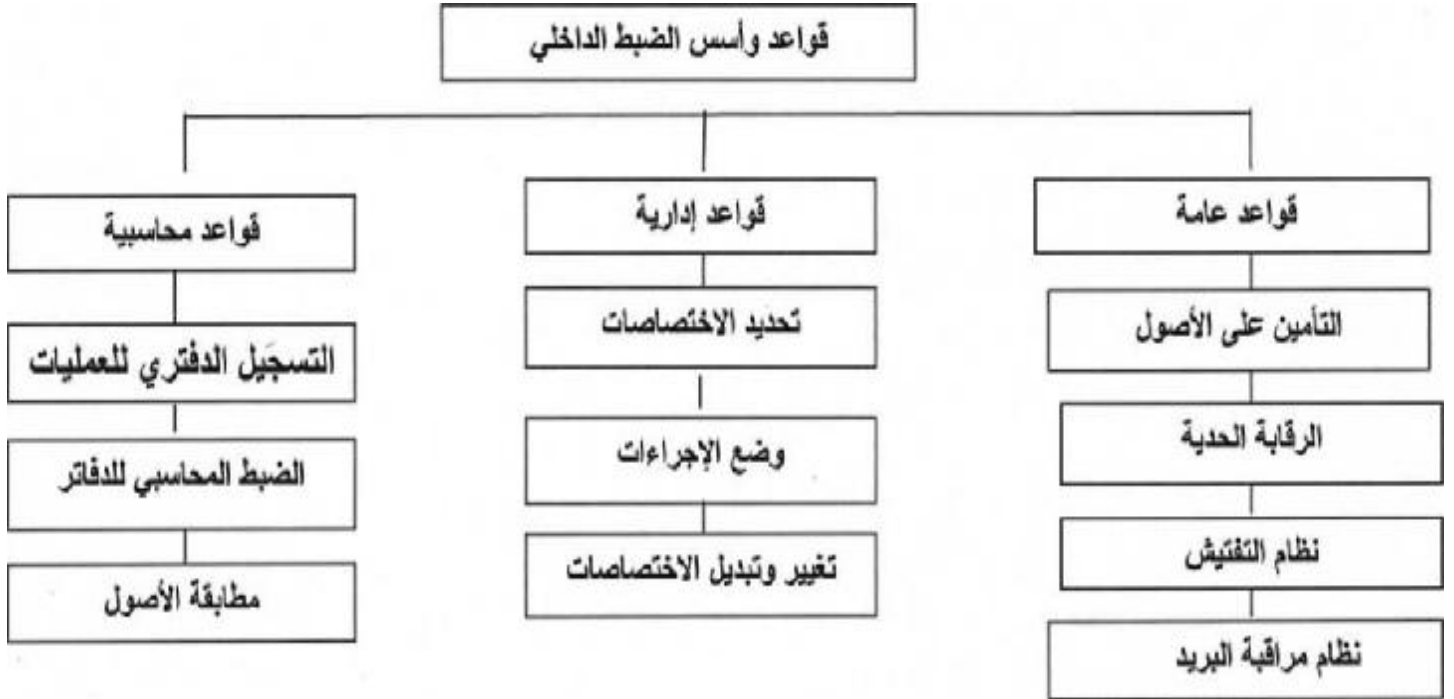 قواعد وأسس الضبط الداخلي
قواعد عامة
التأمين على الأصول
الرقابة الحدية
نظام التفتيش
نظام مراقبة البريد
قواعد إدارية
تحديد الاختصاصات
وضع الإجراءات
تغيير وتبديل الاختصاصات
قواعد محاسبية
التسجيل الدفتري للعمليات
الضبط المحاسبي للدفاتر
مطابقة الأصول